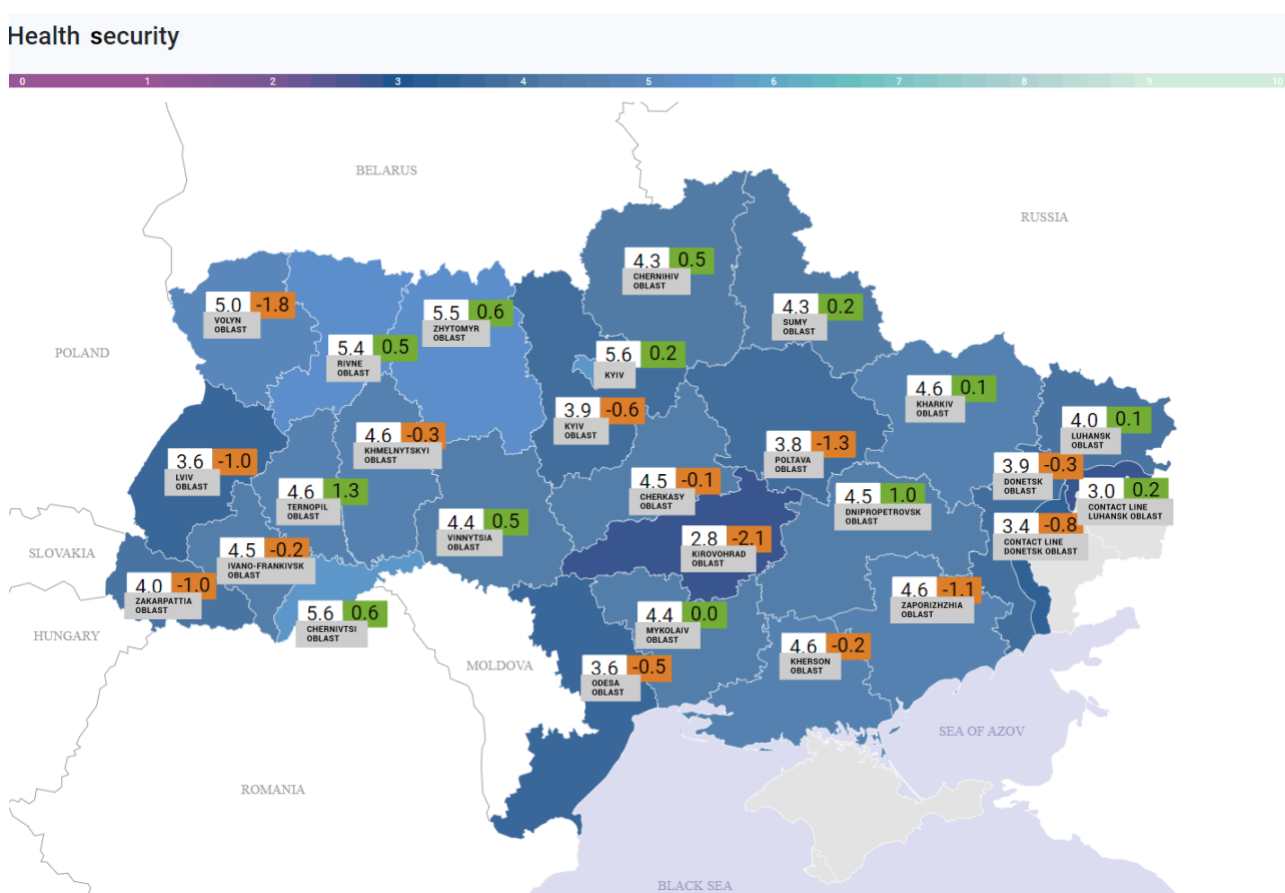 Health security
0 1 2 3 4 5 6 7 8 9 10
BELARUS
RUSSIA
4.3 0.5
CHERNIHIV
OBLAST
5.0 -1.8
VOLYN
OBLAST
5.5 0.6
ZHYTOMYR
OBLAST
4.3 0.2
SUMY
OBLAST
POLAND
5.4 0.5
RIVNE
OBLAST
5.6 0.2
KYIV
4.6 0.1
KHARKIV
OBLAST
3.9 -0.6
KYIV
OBLAST
4.0 0.1
LUHANSK
OBLAST
4.6 -0.3
KHMELNYTSKYI
OBLAST
3.8 -1.3
POLTAVA
OBLAST
3.6 -1.0
LVIV
OBLAST
3.9 -0.3
DONETSK
OBLAST
4.6 1.3
TERNOPIL
OBLAST
4.5 -0.1
CHERKASY
OBLAST
4.5 1.0
DNIPROPETROVSK
OBLAST
3.0 0.2
CONTACT LINE
LUHANSK OBLAST
4.4 0.5
VINNYTSIA
OBLAST
3.4 -0.8
CONTACT LINE
DONETSK OBLAST
SLOVAKIA
4.5 -0.2
IVANO-FRANKIVSK
OBLAST
2.8 -2.1
KIROVOHRAD
OBLAST
4.0 -1.0
ZAKARPATTIA
OBLAST
4.6 -1.1
ZAPORIZHZHIA
OBLAST
5.6 0.6
CHERNIVTSI
OBLAST
4.4 0.0
MYKOLAIV
OBLAST
HUNGARY
4.6 -0.2
KHERSON
OBLAST
MOLDOVA
3.6 -0.5
ODESA
OBLAST
SEA OF AZOV
ROMANIA
BLACK SEA